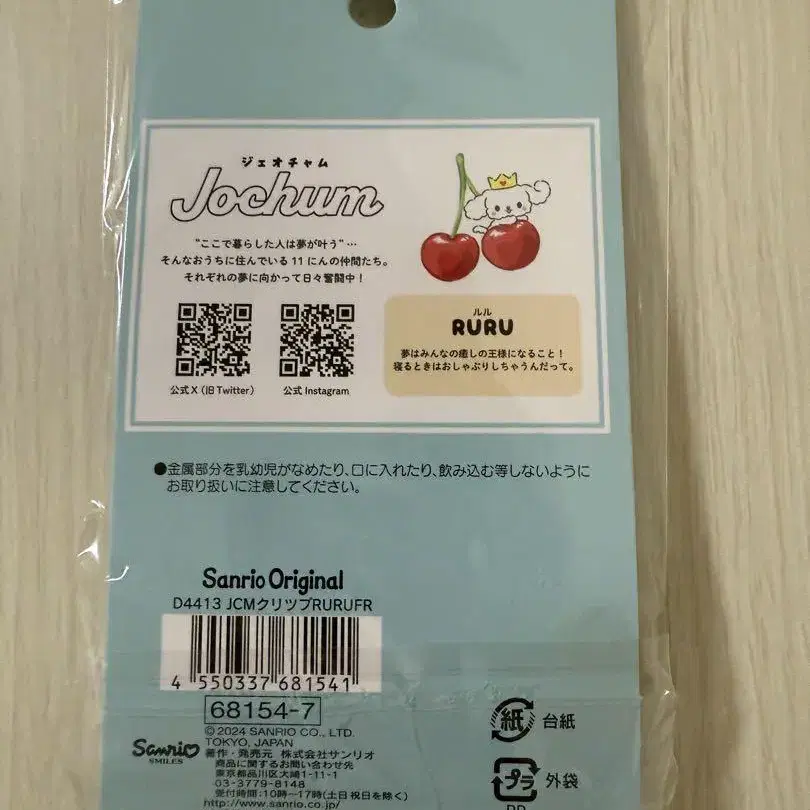 ジェオチャム
Jochum
“ここで暮らした人は夢が叶う”…
そんなおうちに住んでいる11にんの仲間たち。
それぞれの夢に向かって日々奮闘中！
公式X（旧Twitter）
公式Instagram
ルル
RURU
夢はみんなの癒しの王様になること！
寝るときはおしゃぶりしちゃうんだって。
●金属部分を乳幼児がなめたり、口に入れたり、飲み込む等しないように
お取り扱いに注意してください。
Sanrio Original
D4413 JCMクリップRURUFR
4 550337 681541
68154-7
© 2024 SANRIO CO., LTD.
TOKYO, JAPAN
著作・発売元 株式会社サンリオ
商品に関するお問い合わせ先
東京都品川区大崎1-11-1
03-3779-8148
受付時間:10時～17時(土日祝日を除く)
http://www.sanrio.co.jp/
Sanrio
SMILES
紙 台紙
プラ 外袋
PP